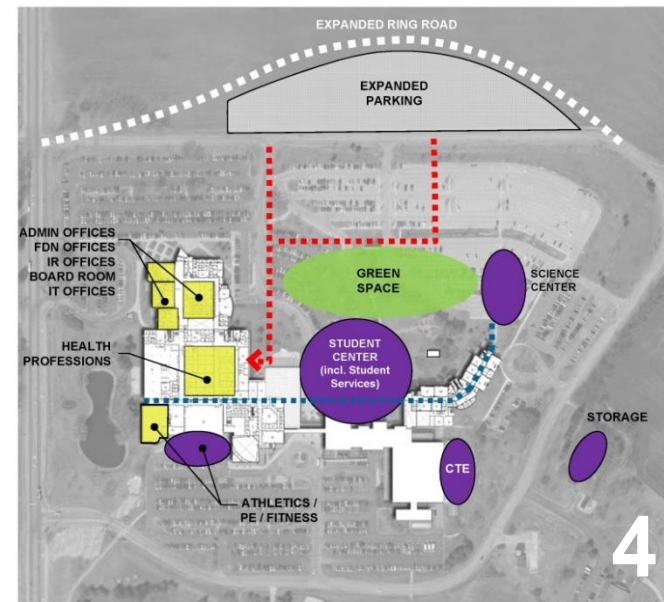 EXPANDED RING ROAD
EXPANDED
PARKING
ADMIN OFFICES
FDN OFFICES
IR OFFICES
BOARD ROOM
IT OFFICES
GREEN
SPACE
SCIENCE
CENTER
HEALTH
PROFESSIONS
STUDENT
CENTER
(incl. Student
Services)
STORAGE
CTE
ATHLETICS /
PE / FITNESS
4